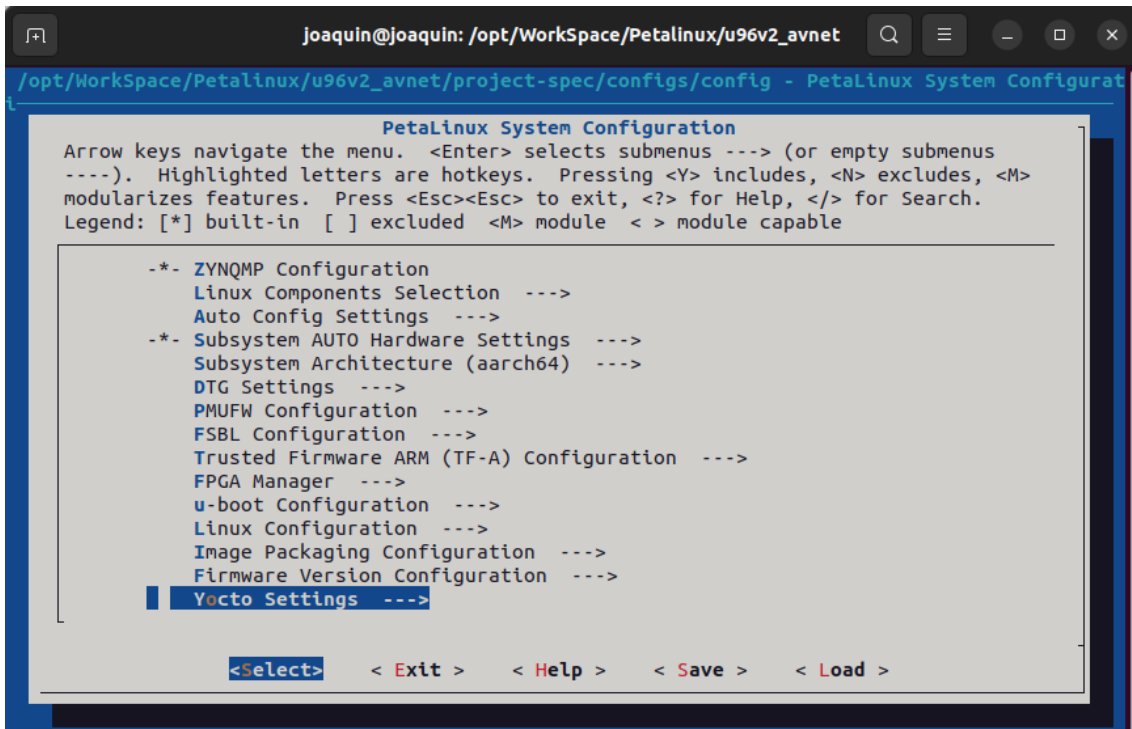 joaquin@joaquin: /opt/WorkSpace/Petalinux/u96v2_avnet
/opt/WorkSpace/Petalinux/u96v2_avnet/project-spec/configs/config - PetaLinux System Configurat
i
PetaLinux System Configuration
Arrow keys navigate the menu.  <Enter> selects submenus ---> (or empty submenus
----).  Highlighted letters are hotkeys.  Pressing <Y> includes, <N> excludes, <M>
modularizes features.  Press <Esc><Esc> to exit, <?> for Help, </> for Search.
Legend: [*] built-in  [ ] excluded  <M> module  < > module capable
-*- ZYNQMP Configuration
Linux Components Selection  --->
Auto Config Settings  --->
-*- Subsystem AUTO Hardware Settings  --->
Subsystem Architecture (aarch64)  --->
DTG Settings  --->
PMUFW Configuration  --->
FSBL Configuration  --->
Trusted Firmware ARM (TF-A) Configuration  --->
FPGA Manager  --->
u-boot Configuration  --->
Linux Configuration  --->
Image Packaging Configuration  --->
Firmware Version Configuration  --->
Yocto Settings  --->
<Select>    < Exit >    < Help >    < Save >    < Load >